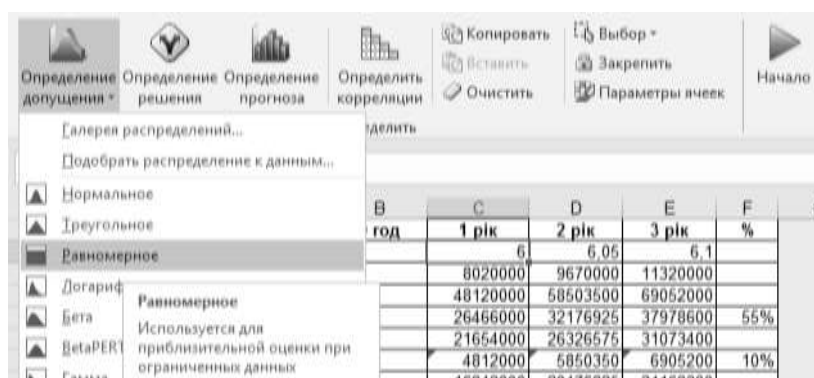 Определение допущения
Определение решения
Определение прогноза
Определить корреляции
Копировать
Вставить
Очистить
Выбор
Закрепить
Параметры ячеек
Начало
Галерея распределений...
Подобрать распределение к данным...
Нормальное
Треугольное
Равномерное
Бета
BetaPERT
Равномерное
Используется для
приблизительной оценки при
ограниченных данных
B C D E F
год 1 рік 2 рік 3 рік %
6 6,05 6,1
8020000 9670000 11320000
48120000 58503500 69052000
26466000 32176925 37978600 55%
21654000 26326575 31073400
4812000 5850350 6905200 10%